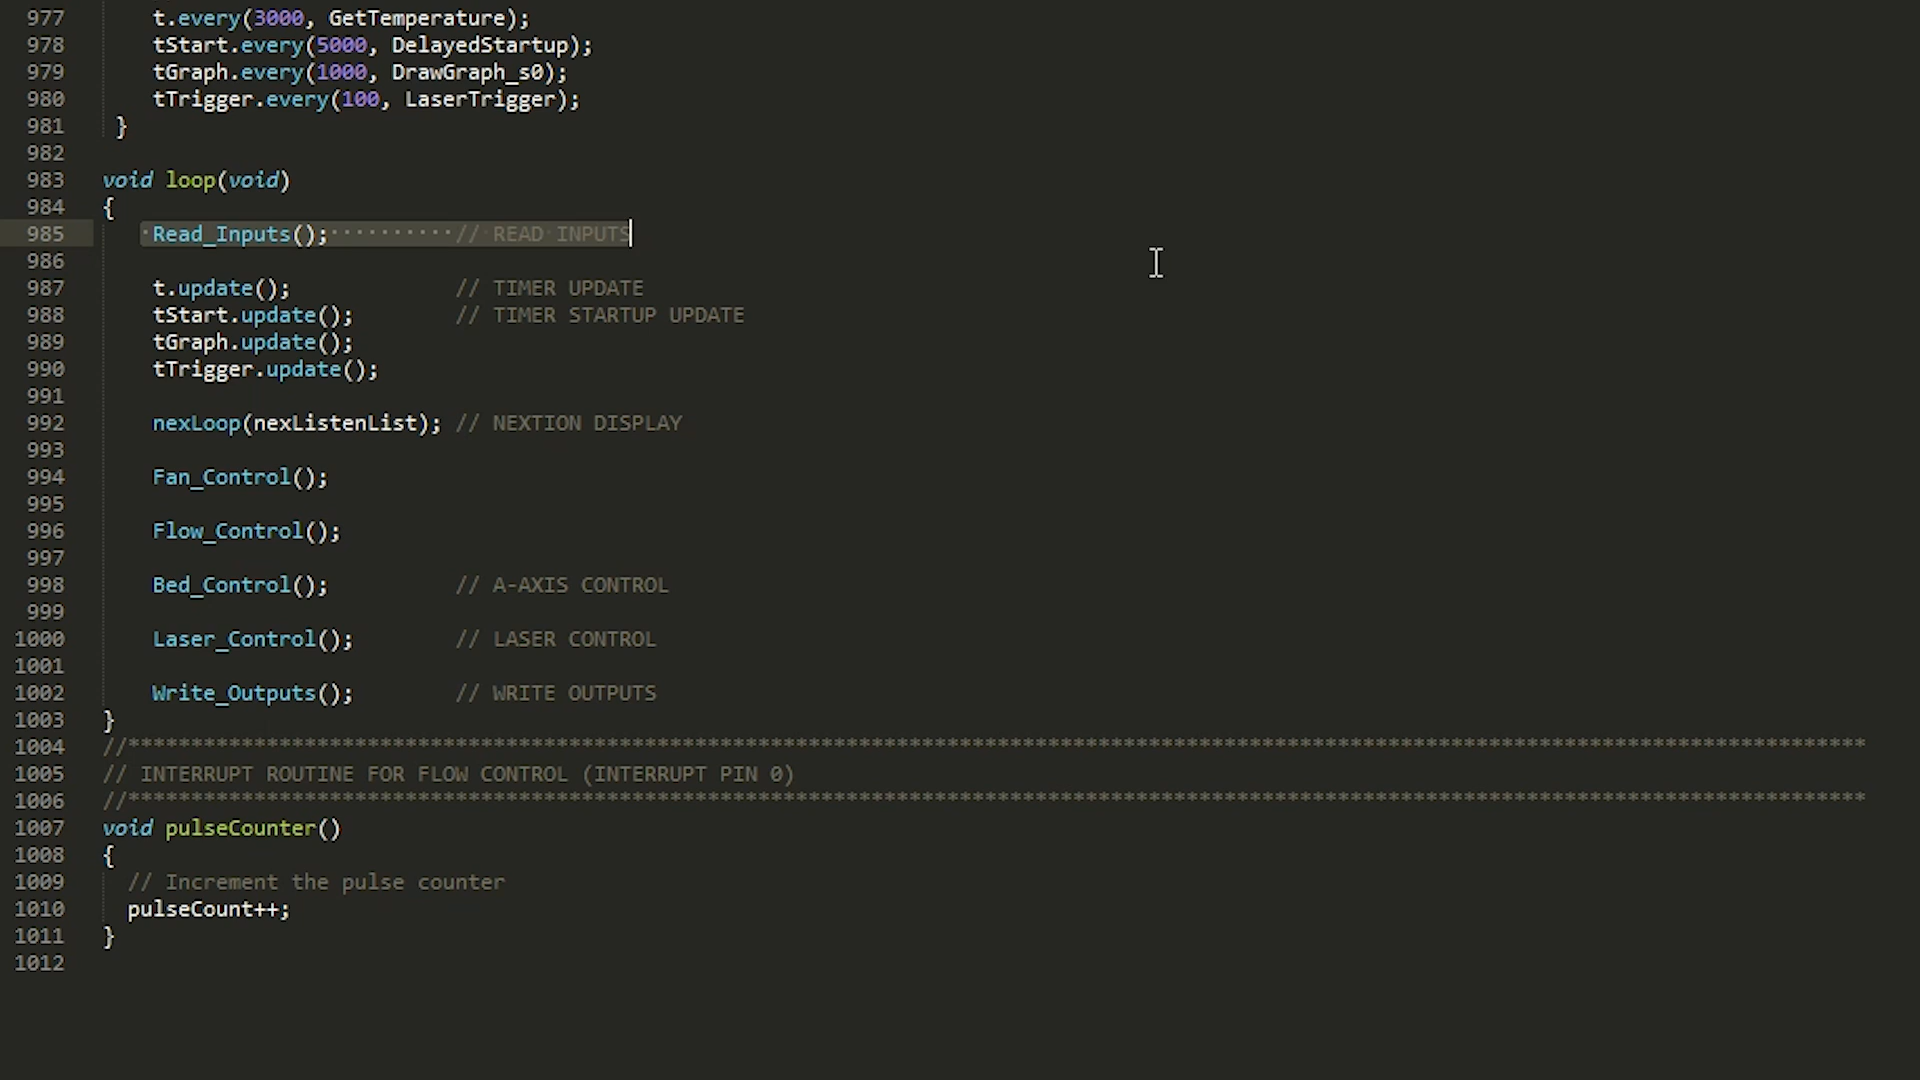 977 t.every(3000, GetTemperature);
978 tStart.every(5000, DelayedStartup);
979 tGraph.every(1000, DrawGraph_s0);
980 tTrigger.every(100, LaserTrigger);
981 }
982
983 void loop(void)
984 {
985 Read_Inputs();·········· // READ INPUTS
986
987 t.update(); // TIMER UPDATE
988 tStart.update(); // TIMER STARTUP UPDATE
989 tGraph.update();
990 tTrigger.update();
991
992 nexLoop(nexListenList); // NEXTION DISPLAY
993
994 Fan_Control();
995
996 Flow_Control();
997
998 Bed_Control(); // A-AXIS CONTROL
999
1000 Laser_Control(); // LASER CONTROL
1001
1002 Write_Outputs(); // WRITE OUTPUTS
1003 }
1004 //******************************************************************************************************************************************
1005 // INTERRUPT ROUTINE FOR FLOW CONTROL (INTERRUPT PIN 0)
1006 //******************************************************************************************************************************************
1007 void pulseCounter()
1008 {
1009 // Increment the pulse counter
1010 pulseCount++;
1011 }
1012